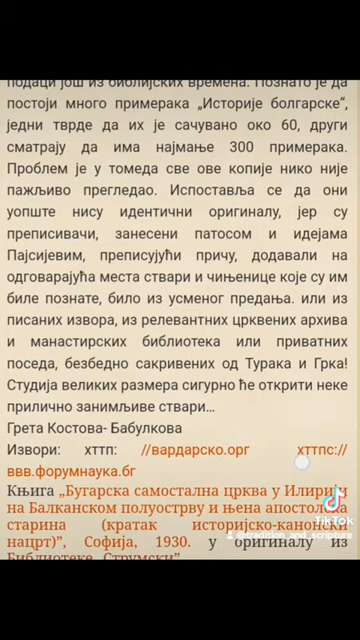 подаци још из библијских времена. Познато је да
постоји много примерака „Историје болгарске“,
једни тврде да их је сачувано око 60, други
сматрају да има најмање 300 примерака.
Проблем је у томеда све ове копије нико није
пажљиво прегледао. Испоставља се да они
уопште нису идентични оригиналу, јер су
преписивачи, занесени патосом и идејама
Пајсијевим, преписујући причу, додавали на
одговарајућа места ствари и чињенице које су им
биле познате, било из усменог предања. или из
писаних извора, из релевантних црквених архива
и манастирских библиотека или приватних
поседа, безбедно сакривених од Турака и Грка!
Студија великих размера сигурно ће открити неке
прилично занимљиве ствари...
Грета Костова- Бабулкова
Извори: хттп: //вардарско.орг хттпс://
ввв.форумнаука.бг
Књига „Бугарска самостална црква у Илирији
на Балканском полуострву и њена апостолска
старина (кратак историјско-канонски
нацрт)”, Софија, 1930. у оригиналу из
Библиотеке „Струмски”
TikTok
@tradition_and_scripture